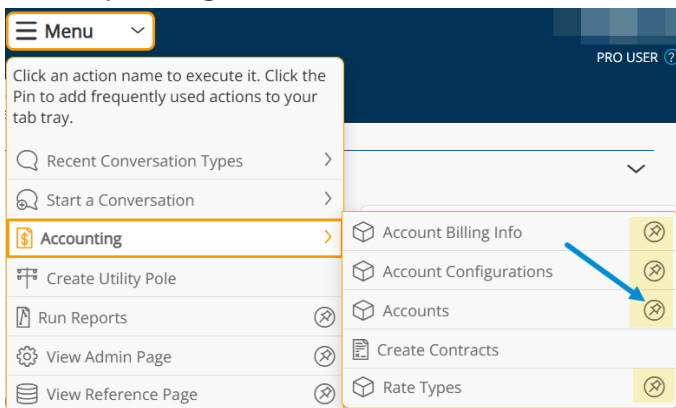 Menu
PRO USER
Click an action name to execute it. Click the
Pin to add frequently used actions to your
tab tray.
Recent Conversation Types
Start a Conversation
Accounting
Create Utility Pole
Run Reports
View Admin Page
View Reference Page
Account Billing Info
Account Configurations
Accounts
Create Contracts
Rate Types